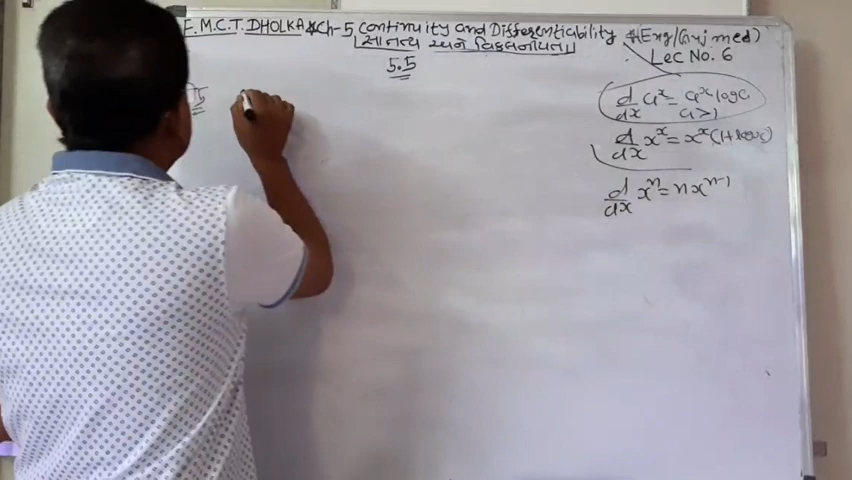 F.M.C.T. DHOLKA Ch-5 Continuity and Differentiability (Eng/Guj med)
સાતત્ય અને વિકલનીયતા
Lec No. 6
5.5
d/dx a^x = a^x log a
a>1
d/dx x^x = x^x (1+logx)
d/dx x^n = n x^n-1